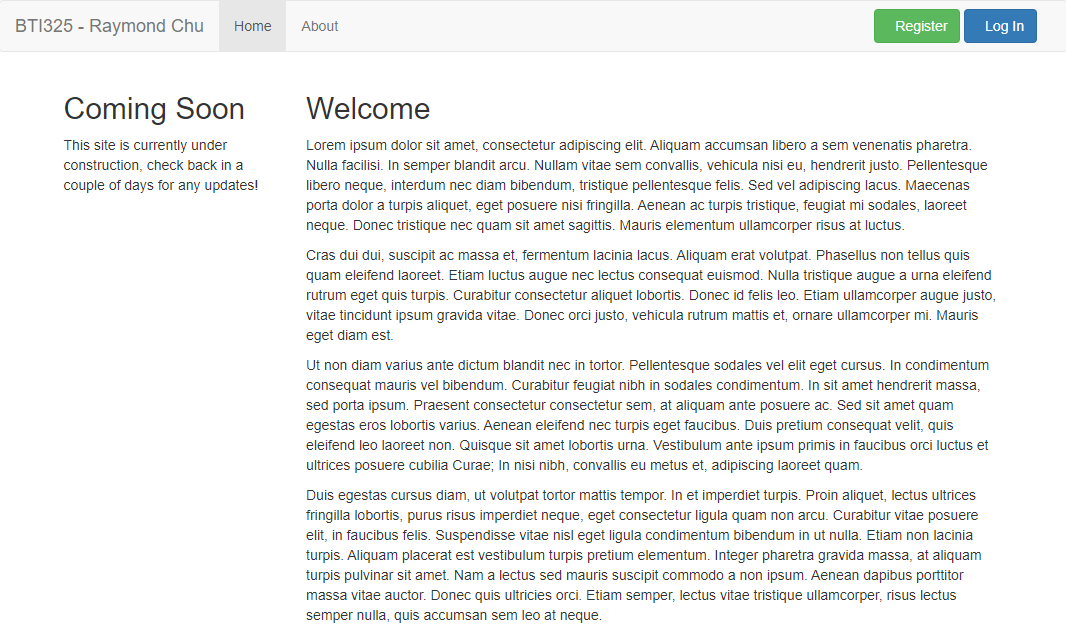 BTI325 - Raymond Chu
Home
About
Register
Log In
Coming Soon
This site is currently under
construction, check back in a
couple of days for any updates!
Welcome
Lorem ipsum dolor sit amet, consectetur adipiscing elit. Aliquam accumsan libero a sem venenatis pharetra.
Nulla facilisi. In semper blandit arcu. Nullam vitae sem convallis, vehicula nisi eu, hendrerit justo. Pellentesque
libero neque, interdum nec diam bibendum, tristique pellentesque felis. Sed vel adipiscing lacus. Maecenas
porta dolor a turpis aliquet, eget posuere nisi fringilla. Aenean ac turpis tristique, feugiat mi sodales, laoreet
neque. Donec tristique nec quam sit amet sagittis. Mauris elementum ullamcorper risus at luctus.
Cras dui dui, suscipit ac massa et, fermentum lacinia lacus. Aliquam erat volutpat. Phasellus non tellus quis
quam eleifend laoreet. Etiam luctus augue nec lectus consequat euismod. Nulla tristique augue a urna eleifend
rutrum eget quis turpis. Curabitur consectetur aliquet lobortis. Donec id felis leo. Etiam ullamcorper augue justo,
vitae tincidunt ipsum gravida vitae. Donec orci justo, vehicula rutrum mattis et, ornare ullamcorper mi. Mauris
eget diam est.
Ut non diam varius ante dictum blandit nec in tortor. Pellentesque sodales vel elit eget cursus. In condimentum
consequat mauris vel bibendum. Curabitur feugiat nibh in sodales condimentum. In sit amet hendrerit massa,
sed porta ipsum. Praesent consectetur consectetur sem, at aliquam ante posuere ac. Sed sit amet quam
egestas eros lobortis varius. Aenean eleifend nec turpis eget faucibus. Duis pretium consequat velit, quis
eleifend leo laoreet non. Quisque sit amet lobortis urna. Vestibulum ante ipsum primis in faucibus orci luctus et
ultrices posuere cubilia Curae; In nisi nibh, convallis eu metus et, adipiscing laoreet quam.
Duis egestas cursus diam, ut volutpat tortor mattis tempor. In et imperdiet turpis. Proin aliquet, lectus ultrices
fringilla lobortis, purus risus imperdiet neque, eget consectetur ligula quam non arcu. Curabitur vitae posuere
elit, in faucibus felis. Suspendisse vitae nisl eget ligula condimentum bibendum in ut nulla. Etiam non lacinia
turpis. Aliquam placerat est vestibulum turpis pretium elementum. Integer pharetra gravida massa, at aliquam
turpis pulvinar sit amet. Nam a lectus sed mauris suscipit commodo a non ipsum. Aenean dapibus porttitor
massa vitae auctor. Donec quis ultricies orci. Etiam semper, lectus vitae tristique ullamcorper, risus lectus
semper nulla, quis accumsan sem leo at neque.